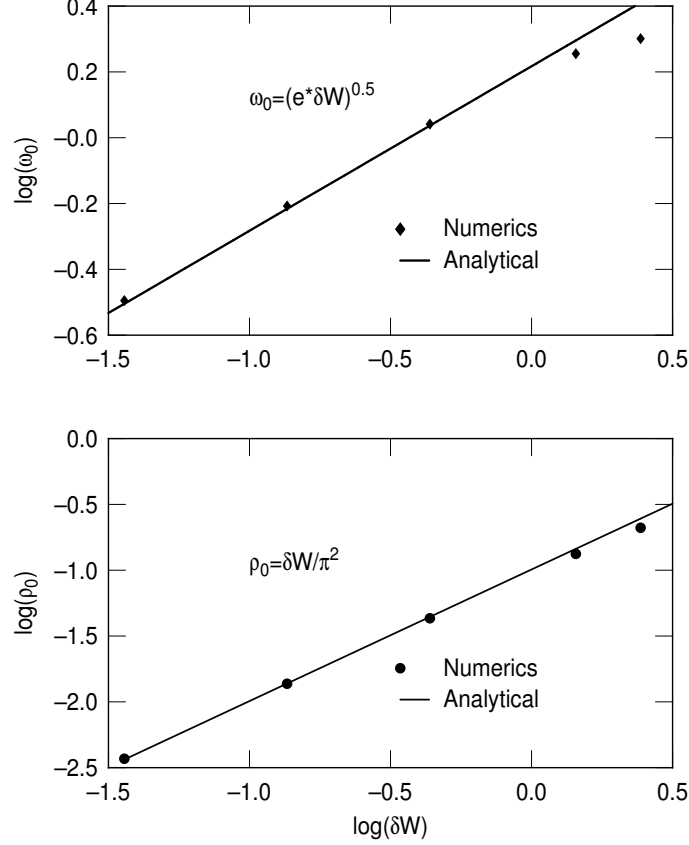 0.4
0.2
−0.0
−0.2
−0.4
−0.6
log(ω₀)
ω₀=(e*δW)⁰·⁵
Numerics
Analytical
−1.5 −1.0 −0.5 0.0 0.5
0.0
−0.5
−1.0
−1.5
−2.0
−2.5
log(ρ₀)
ρ₀=δW/π²
Numerics
Analytical
−1.5 −1.0 −0.5 0.0 0.5
log(δW)